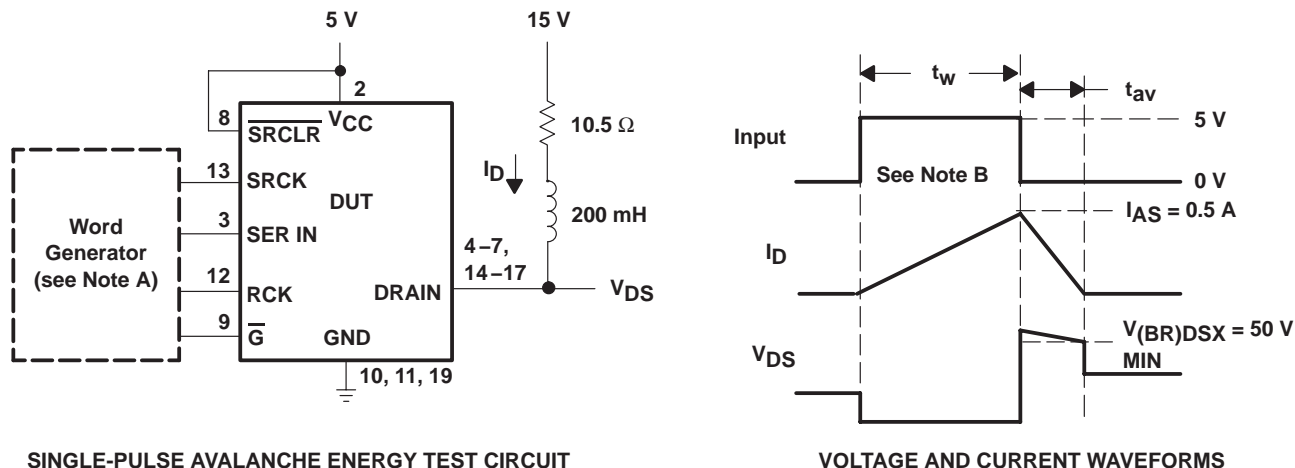 5 V
15 V
2
8
SRCLR
VCC
10.5 Ω
ID
13
SRCK
DUT
Word
Generator
(see Note A)
3
SER IN
200 mH
4–7,
14–17
12
RCK
DRAIN
VDS
9
G
GND
10, 11, 19
SINGLE-PULSE AVALANCHE ENERGY TEST CIRCUIT
tw
tav
Input
5 V
See Note B
0 V
IAS = 0.5 A
ID
V(BR)DSX = 50 V
MIN
VDS
VOLTAGE AND CURRENT WAVEFORMS